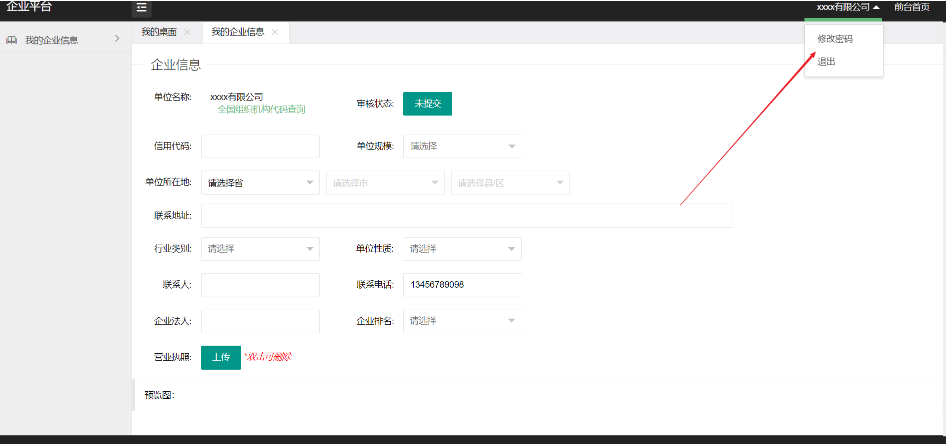 企业平台
xxxx有限公司 前台首页
我的企业信息
我的桌面 我的企业信息
修改密码
退出
企业信息
单位名称: xxxx有限公司
全国组织机构代码查询
审核状态: 未提交
信用代码: 单位规模: 请选择
单位所在地: 请选择省 请选择市 请选择县/区
联系地址:
行业类别: 请选择 单位性质: 请选择
联系人: 联系电话: 13456789098
企业法人: 企业排名: 请选择
营业执照: 上传 *双击可删除
预览图: